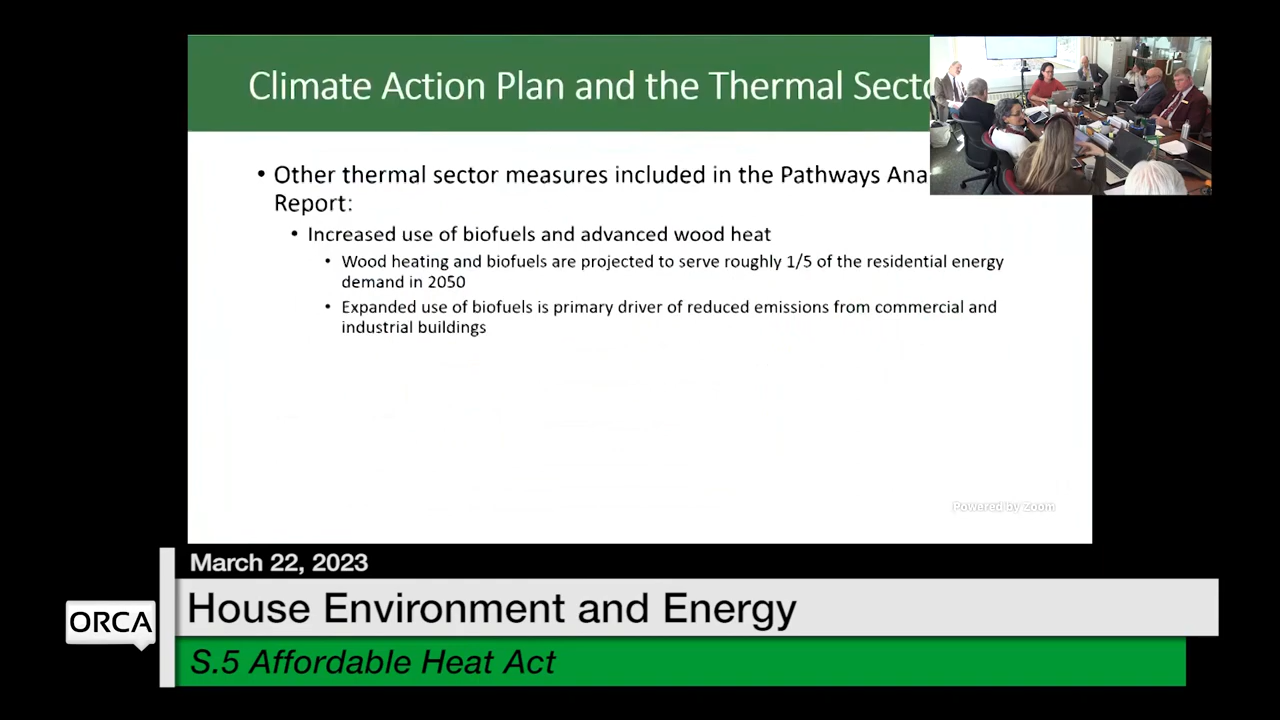 Climate Action Plan and the Thermal
• Other thermal sector measures included in the Pathways
Report:
• Increased use of biofuels and advanced wood heat
• Wood heating and biofuels are projected to serve roughly 1/5 of the residential energy
demand in 2050
• Expanded use of biofuels is primary driver of reduced emissions from commercial and
industrial buildings
Powered by Zoom
March 22, 2023
House Environment and Energy
ORCA
S.5 Affordable Heat Act